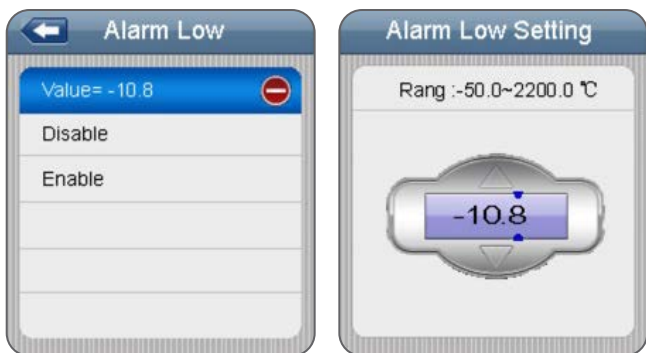 Alarm Low
Value= -10.8
Disable
Enable
Alarm Low Setting
Rang :-50.0~2200.0 ℃
-10.8